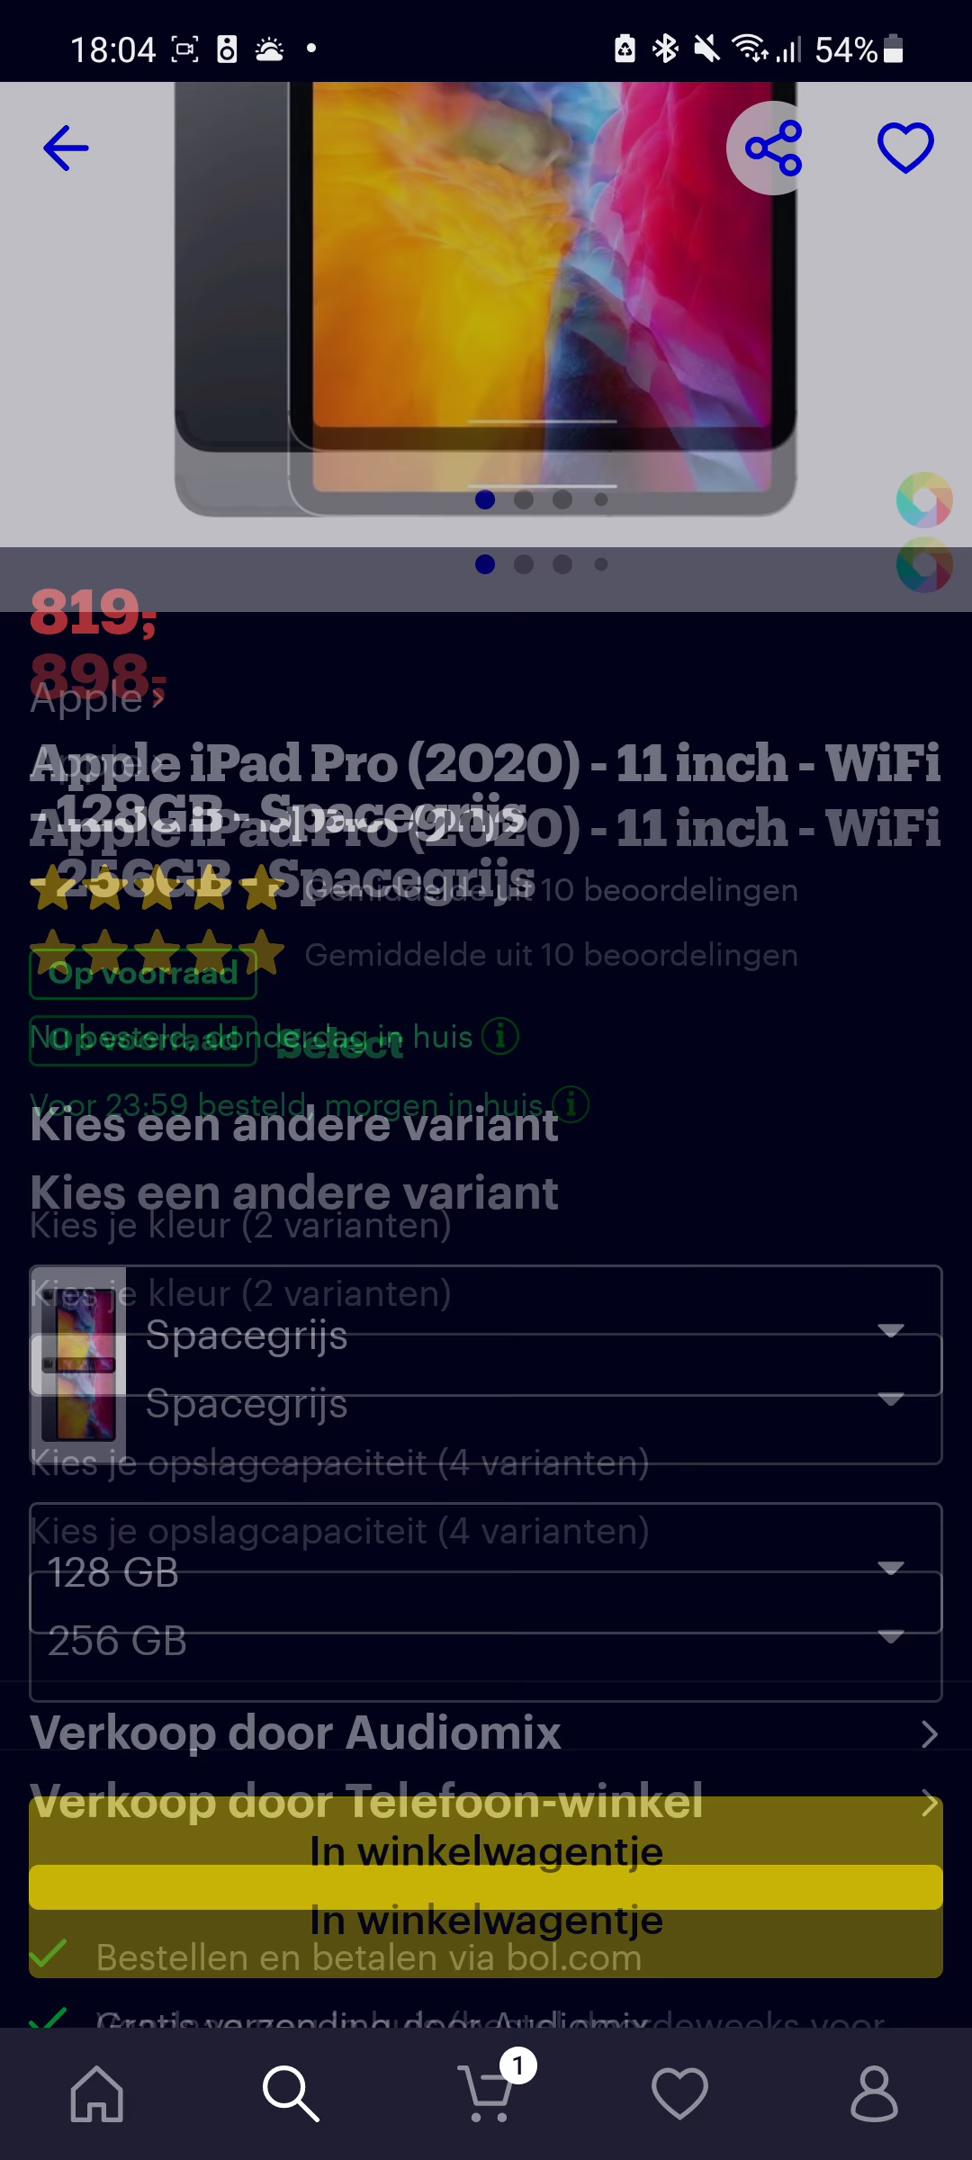 18:04
54%
819,-
898,-
Apple
Apple
Apple iPad Pro (2020) - 11 inch - WiFi
- 128GB - Spacegrijs
Apple iPad Pro (2020) - 11 inch - WiFi
- 256GB - Spacegrijs
Gemiddelde uit 10 beoordelingen
Gemiddelde uit 10 beoordelingen
Op voorraad
Nu besteld, donderdag in huis
Op voorraad Select
Voor 23:59 besteld, morgen in huis
Kies een andere variant
Kies een andere variant
Kies je kleur (2 varianten)
Kies je kleur (2 varianten)
Spacegrijs
Spacegrijs
Kies je opslagcapaciteit (4 varianten)
Kies je opslagcapaciteit (4 varianten)
128 GB
256 GB
Verkoop door Audiomix
Verkoop door Telefoon-winkel
In winkelwagentje
In winkelwagentje
Bestellen en betalen via bol.com
Gratis verzending door Audiomix
1